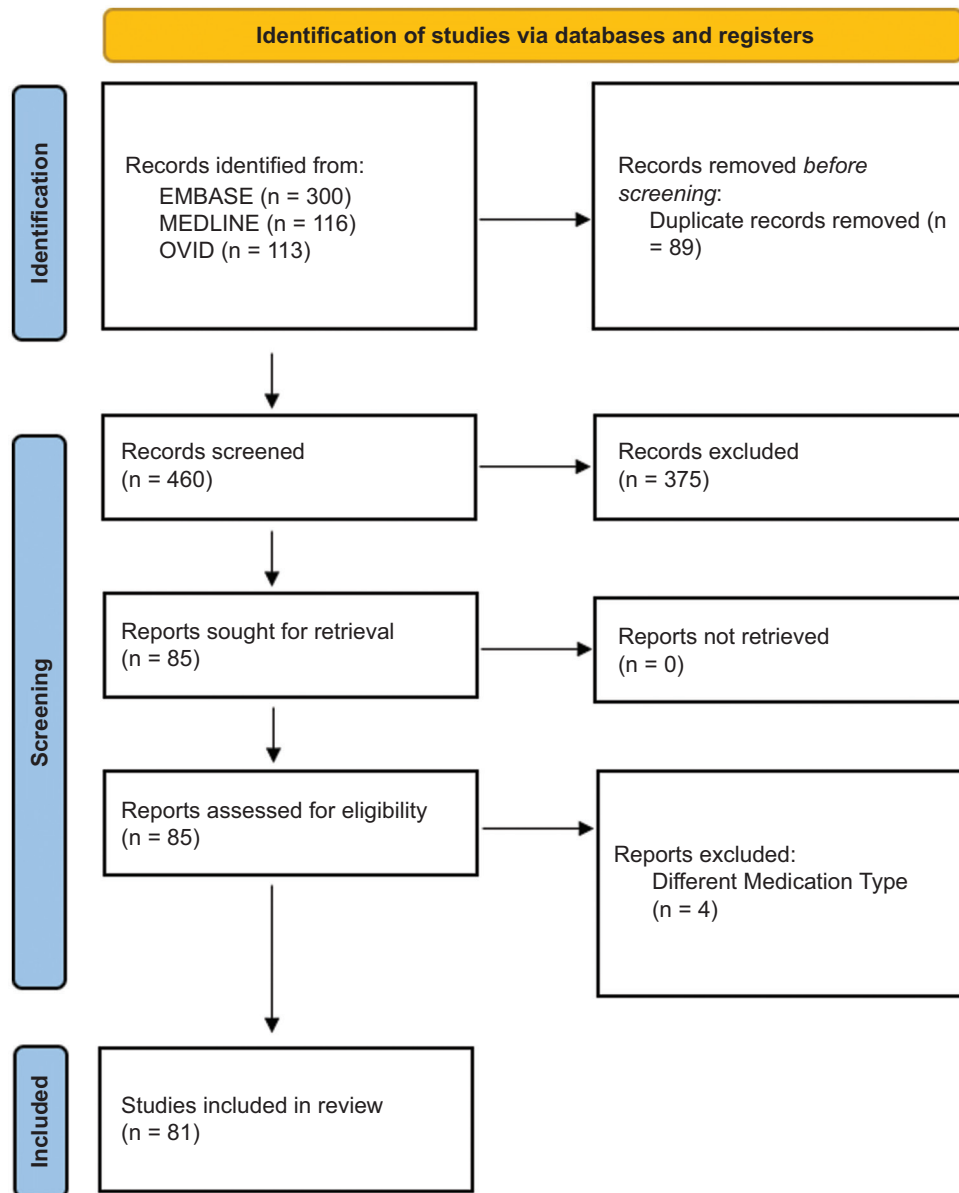 Identification of studies via databases and registers
Identification
Records identified from:
EMBASE (n = 300)
MEDLINE (n = 116)
OVID (n = 113)
Records removed before
screening:
Duplicate records removed (n
= 89)
Screening
Records screened
(n = 460)
Records excluded
(n = 375)
Reports sought for retrieval
(n = 85)
Reports not retrieved
(n = 0)
Reports assessed for eligibility
(n = 85)
Reports excluded:
Different Medication Type
(n = 4)
Included
Studies included in review
(n = 81)